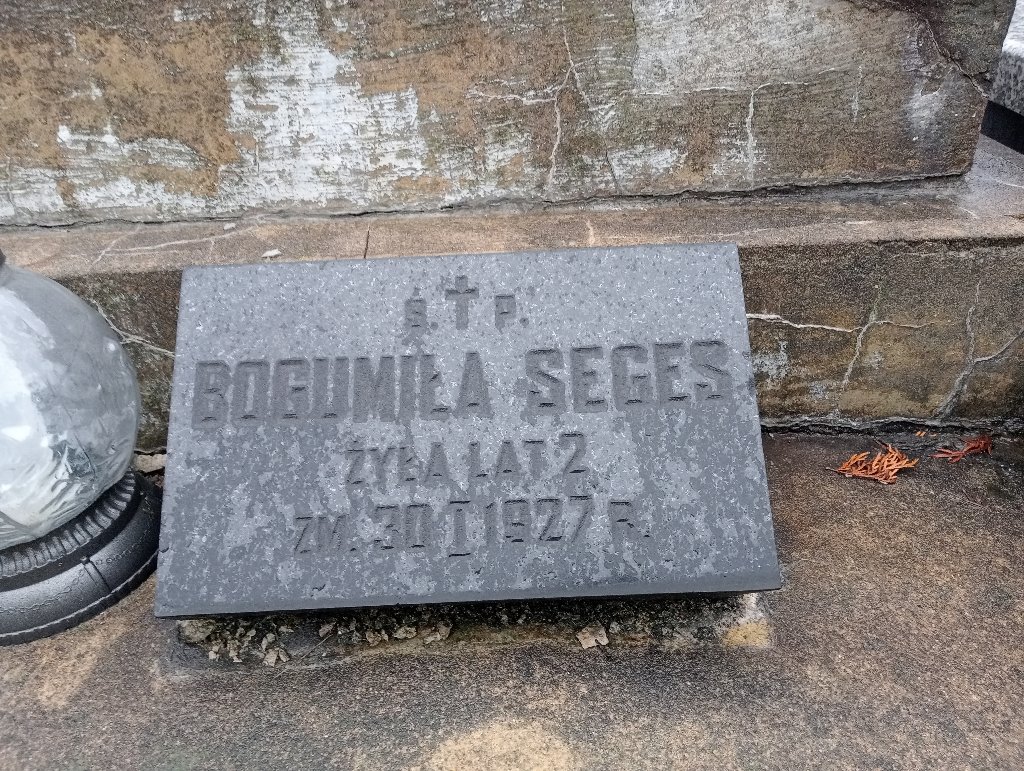 Ś. † P.
BOGUMIŁA SEGES
ŻYŁA LAT 2
ZM. 30 I 1927 R.